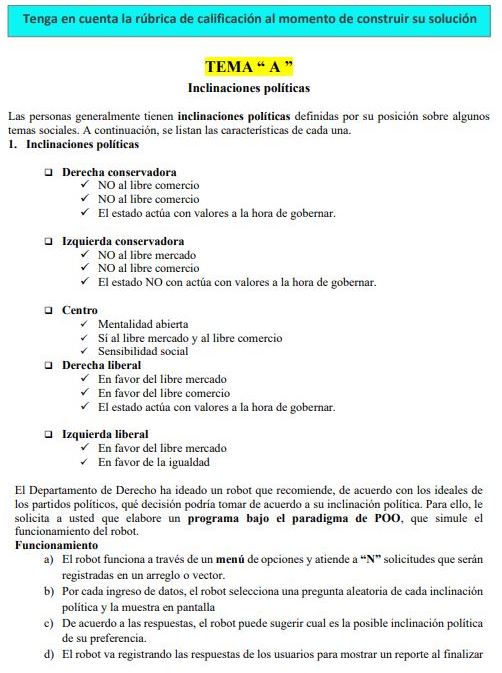 Tenga en cuenta la rúbrica de calificación al momento de construir su solución
TEMA “ A ”
Inclinaciones políticas
Las personas generalmente tienen inclinaciones políticas definidas por su posición sobre algunos
temas sociales. A continuación, se listan las características de cada una.
1. Inclinaciones políticas
❑ Derecha conservadora
✓ NO al libre comercio
✓ NO al libre comercio
✓ El estado actúa con valores a la hora de gobernar.
❑ Izquierda conservadora
✓ NO al libre mercado
✓ NO al libre comercio
✓ El estado NO con actúa con valores a la hora de gobernar.
❑ Centro
✓ Mentalidad abierta
✓ Sí al libre mercado y al libre comercio
✓ Sensibilidad social
❑ Derecha liberal
✓ En favor del libre mercado
✓ En favor del libre comercio
✓ El estado actúa con valores a la hora de gobernar.
❑ Izquierda liberal
✓ En favor del libre mercado
✓ En favor de la igualdad
El Departamento de Derecho ha ideado un robot que recomiende, de acuerdo con los ideales de
los partidos políticos, qué decisión podría tomar de acuerdo a su inclinación política. Para ello, le
solicita a usted que elabore un programa bajo el paradigma de POO, que simule el
funcionamiento del robot.
Funcionamiento
a) El robot funciona a través de un menú de opciones y atiende a “N” solicitudes que serán
registradas en un arreglo o vector.
b) Por cada ingreso de datos, el robot selecciona una pregunta aleatoria de cada inclinación
política y la muestra en pantalla
c) De acuerdo a las respuestas, el robot puede sugerir cual es la posible inclinación política
de su preferencia.
d) El robot va registrando las respuestas de los usuarios para mostrar un reporte al finalizar